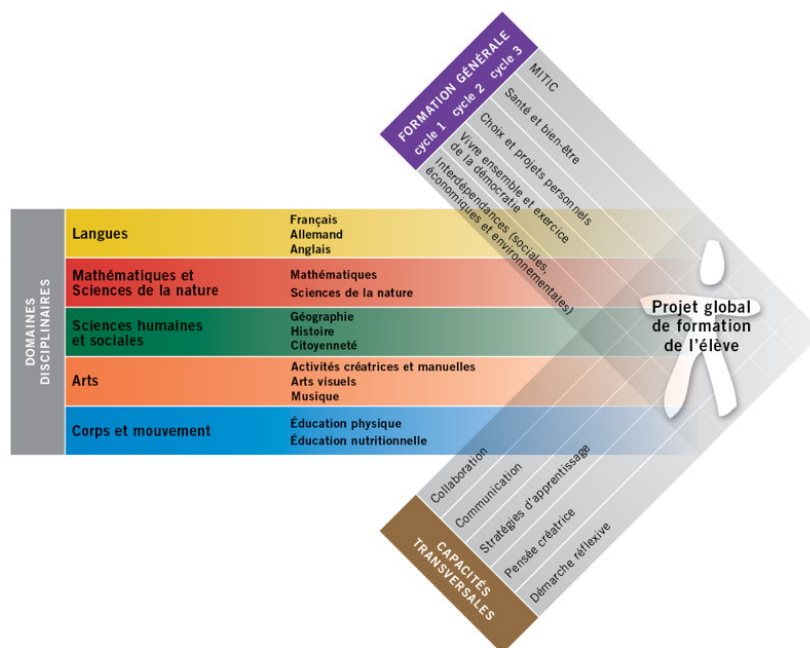 FORMATION GÉNÉRALE
cycle 1 cycle 2 cycle 3
MITIC
Santé et bien-être
Choix et projets personnels
Vivre ensemble et exercice
de la démocratie
Interdépendances (sociales,
économiques et environnementales)
DOMAINES
DISCIPLINAIRES
Langues
Français
Allemand
Anglais
Mathématiques et
Sciences de la nature
Mathématiques
Sciences de la nature
Sciences humaines
et sociales
Géographie
Histoire
Citoyenneté
Arts
Activités créatrices et manuelles
Arts visuels
Musique
Corps et mouvement
Éducation physique
Éducation nutritionnelle
Projet global
de formation
de l'élève
CAPACITÉS
TRANSVERSALES
Collaboration
Communication
Stratégies d'apprentissage
Pensée créatrice
Démarche réflexive